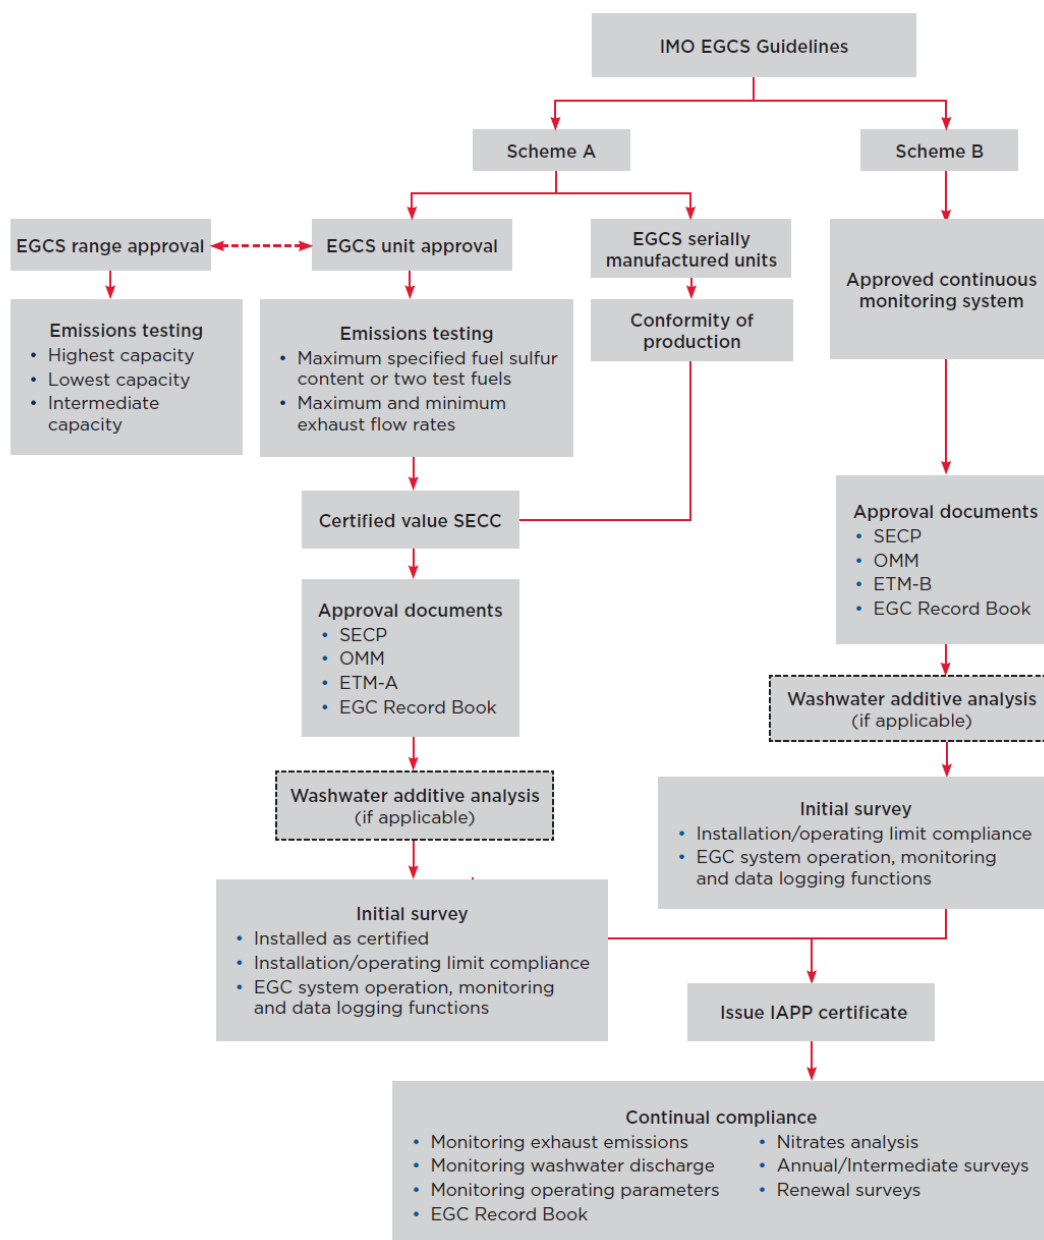 IMO EGCS Guidelines
Scheme A
Scheme B
EGCS range approval
EGCS unit approval
EGCS serially
manufactured units
Approved continuous
monitoring system
Emissions testing
• Highest capacity
• Lowest capacity
• Intermediate
capacity
Emissions testing
• Maximum specified fuel sulfur
content or two test fuels
• Maximum and minimum
exhaust flow rates
Conformity of
production
Certified value SECC
Approval documents
• SECP
• OMM
• ETM-B
• EGC Record Book
Approval documents
• SECP
• OMM
• ETM-A
• EGC Record Book
Washwater additive analysis
(if applicable)
Washwater additive analysis
(if applicable)
Initial survey
• Installation/operating limit compliance
• EGC system operation, monitoring
and data logging functions
Initial survey
• Installed as certified
• Installation/operating limit compliance
• EGC system operation, monitoring
and data logging functions
Issue IAPP certificate
Continual compliance
• Monitoring exhaust emissions
• Monitoring washwater discharge
• Monitoring operating parameters
• EGC Record Book
• Nitrates analysis
• Annual/Intermediate surveys
• Renewal surveys